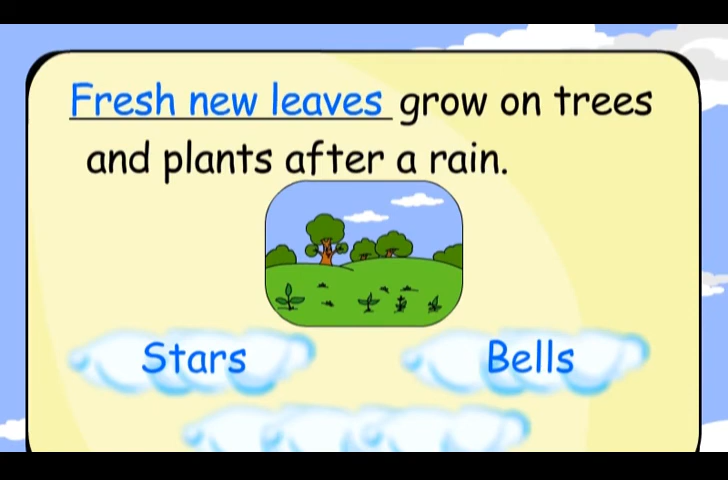 Fresh new leaves grow on trees
and plants after a rain.
Stars Bells